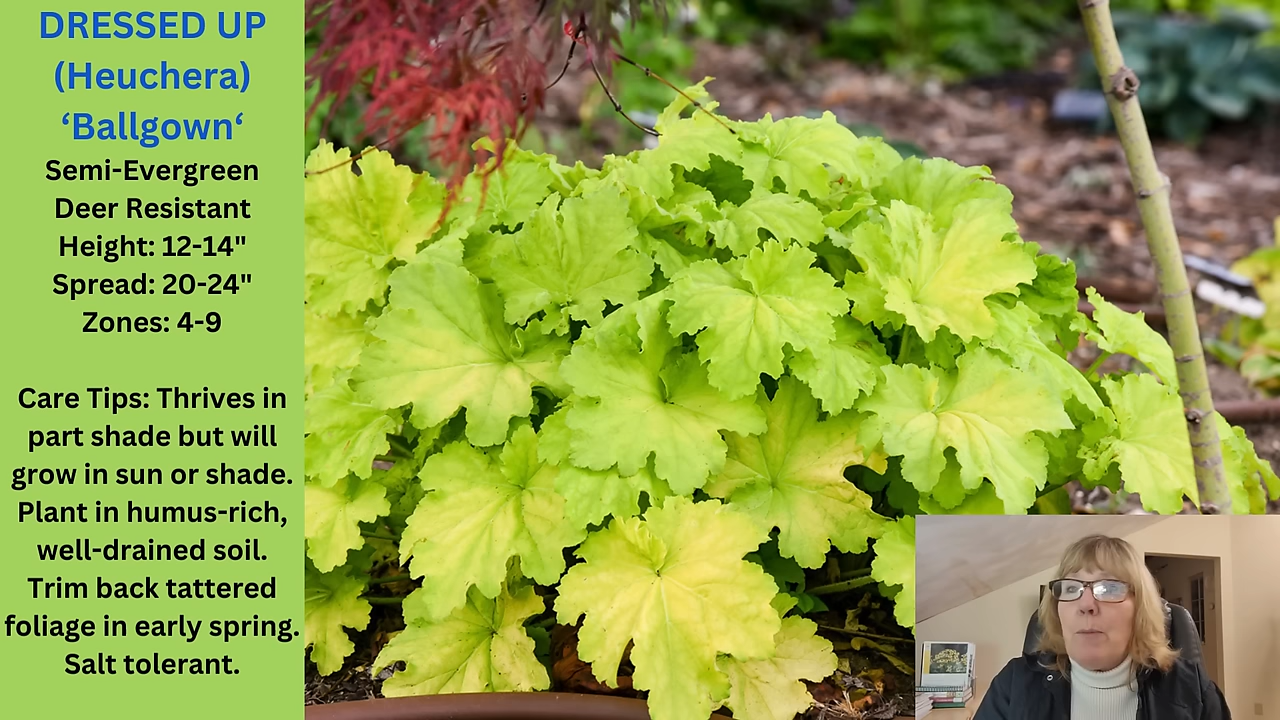 DRESSED UP
(Heuchera)
‘Ballgown‘
Semi-Evergreen
Deer Resistant
Height: 12-14"
Spread: 20-24"
Zones: 4-9
Care Tips: Thrives in
part shade but will
grow in sun or shade.
Plant in humus-rich,
well-drained soil.
Trim back tattered
foliage in early spring.
Salt tolerant.